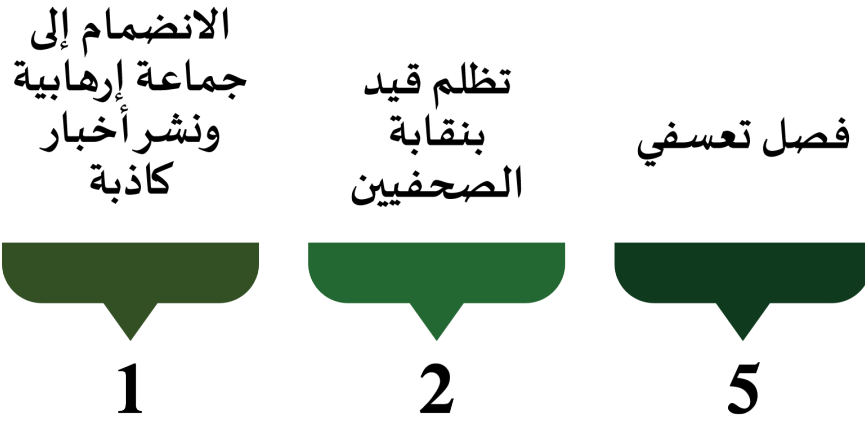 فصل تعسفي
5
تظلم قيد
بنقابة
الصحفيين
2
الانضمام إلى
جماعة إرهابية
ونشر أخبار
كاذبة
1